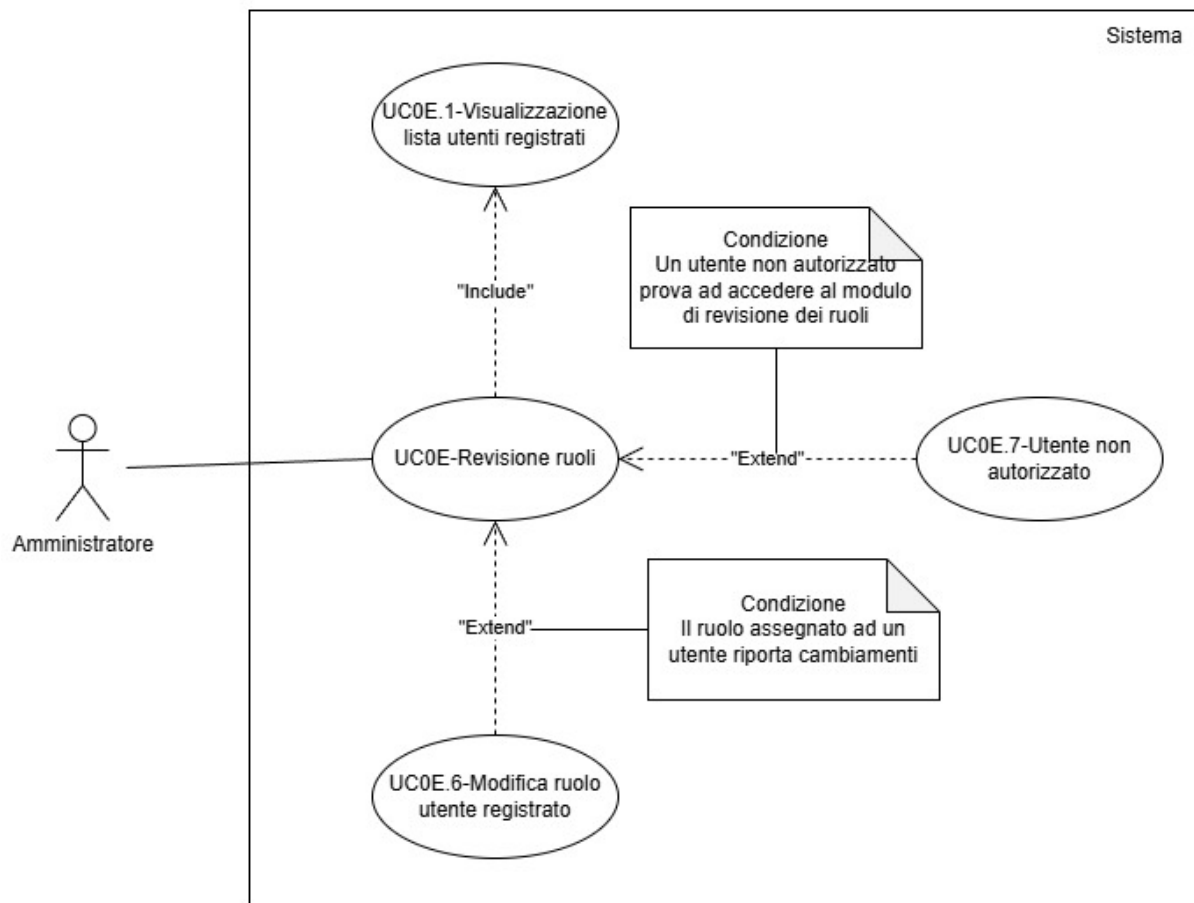 Sistema
UC0E.1-Visualizzazione
lista utenti registrati
Condizione
Un utente non autorizzato
prova ad accedere al modulo
di revisione dei ruoli
"Include"
UC0E-Revisione ruoli
"Extend"
UC0E.7-Utente non
autorizzato
Amministratore
Condizione
Il ruolo assegnato ad un
utente riporta cambiamenti
"Extend"
UC0E.6-Modifica ruolo
utente registrato